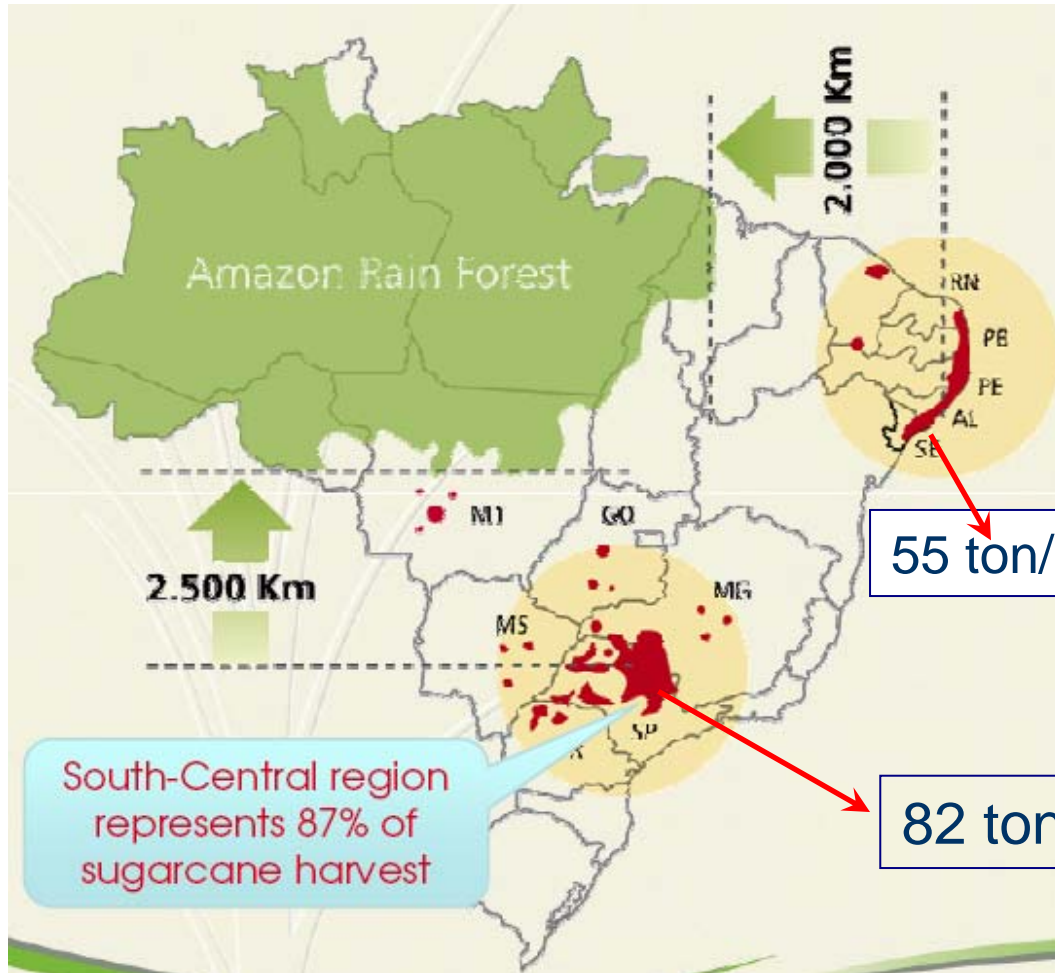 2.000 Km
Amazon Rain Forest
RN
PB
PE
AL
SE
MT
GO
55 ton/
2.500 Km
MG
MS
SP
South-Central region
represents 87% of
sugarcane harvest
82 ton